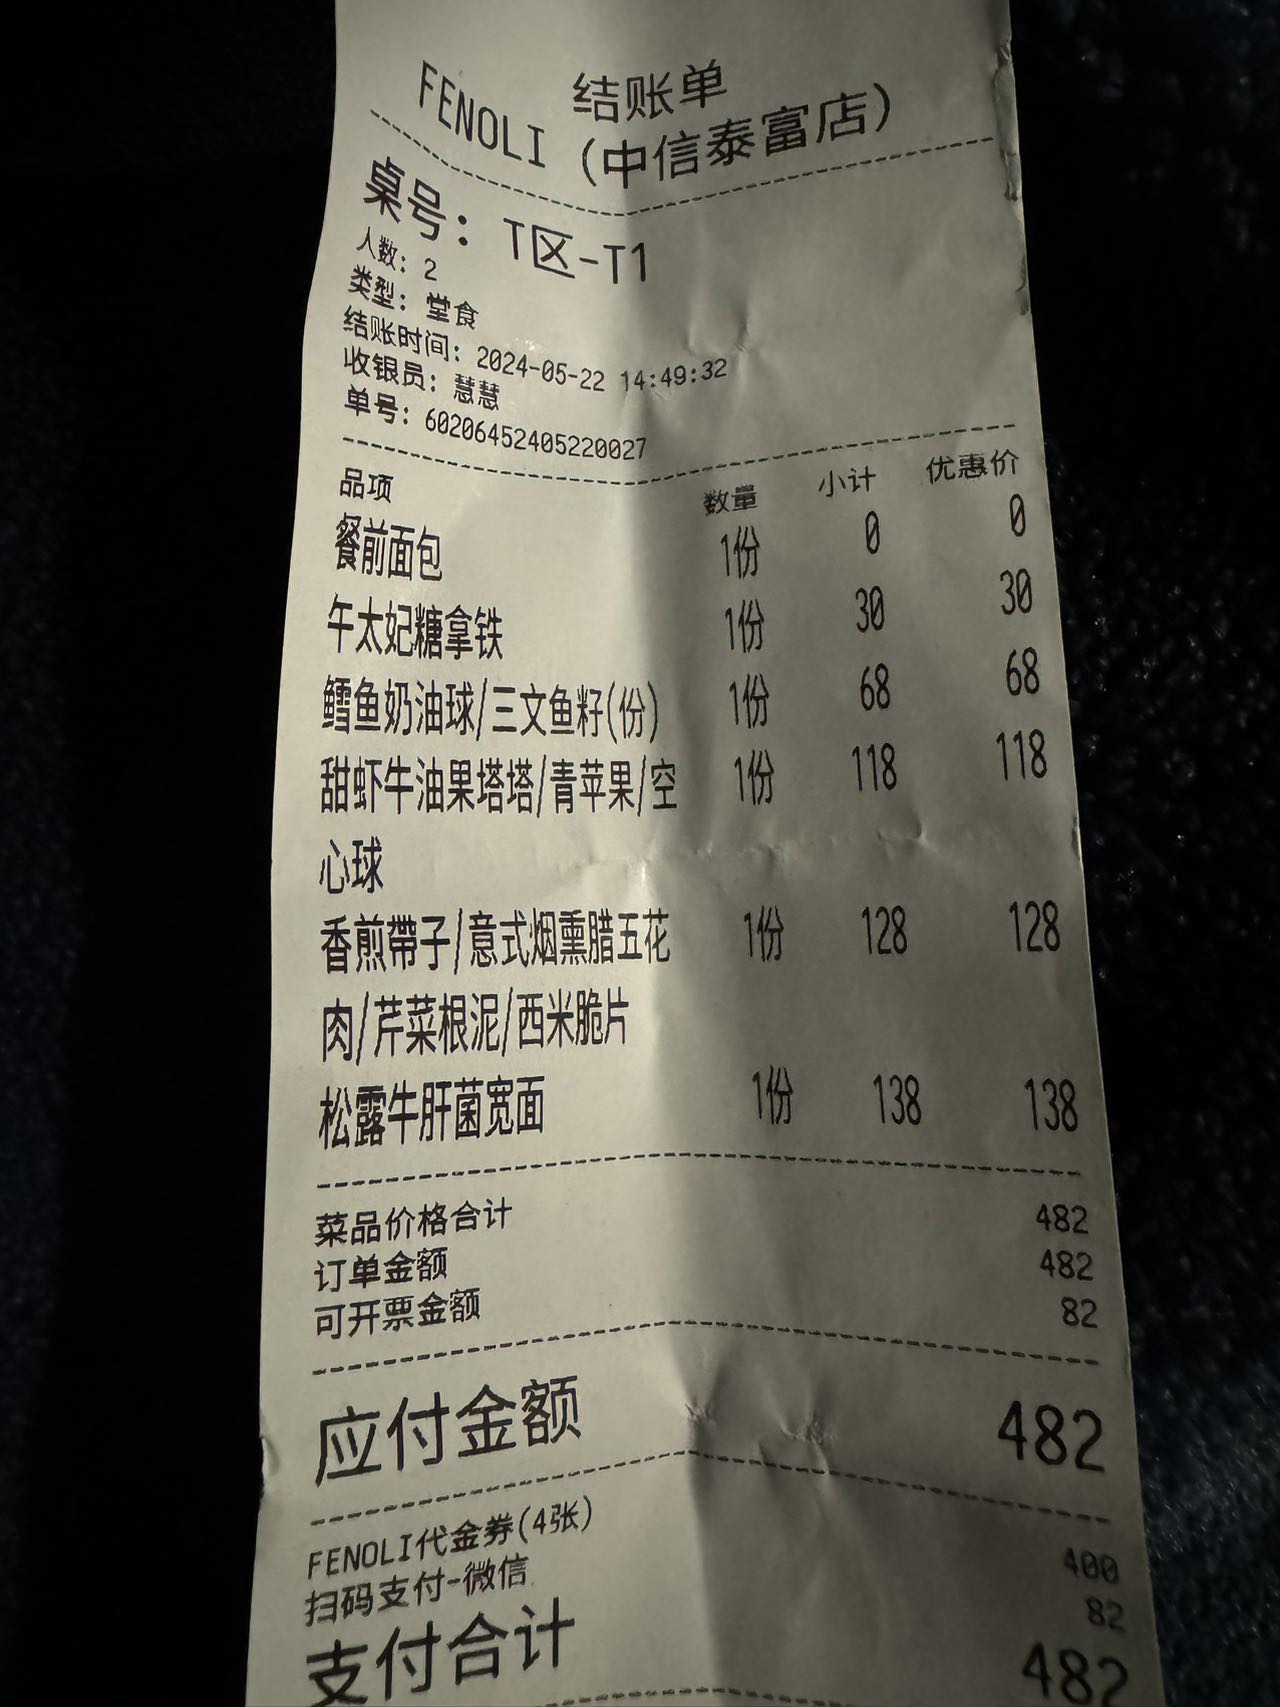 结账单
FENOLI (中信泰富店)
桌号: T区-T1
人数: 2
类型: 堂食
结账时间: 2024-05-22 14:49:32
收银员: 慧慧
单号: 60206452405220027
品项 数量 小计 优惠价
餐前面包 1份 0 0
午太妃糖拿铁 1份 30 30
鳕鱼奶油球/三文鱼籽(份) 1份 68 68
甜虾牛油果塔塔/青苹果/空 1份 118 118
心球
香煎帶子/意式烟熏腊五花 1份 128 128
肉/芹菜根泥/西米脆片
松露牛肝菌宽面 1份 138 138
菜品价格合计 482
订单金额 482
可开票金额 82
应付金额 482
FENOLI代金券(4张) 400
扫码支付-微信 82
支付合计 482